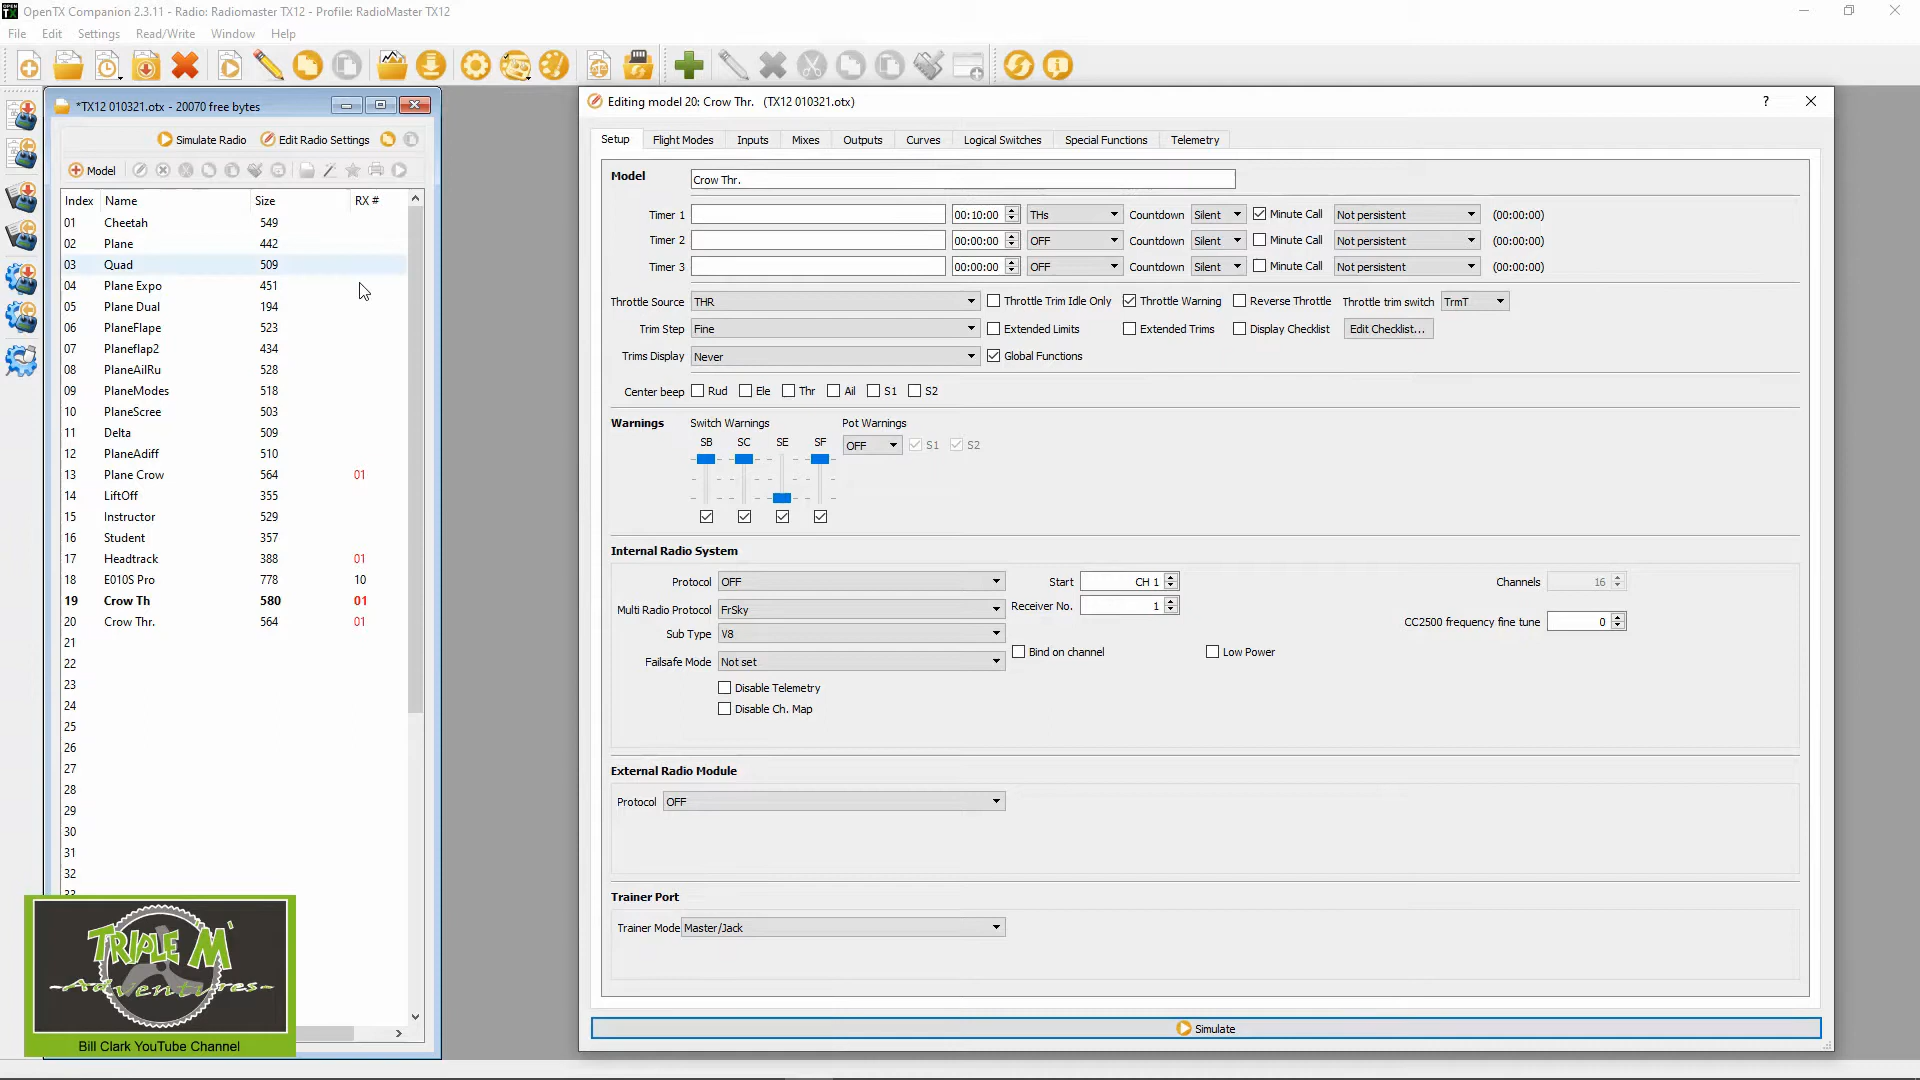 OpenTX Companion 2.3.11 - Radio: Radiomaster TX12 - Profile: RadioMaster TX12
File Edit Settings Read/Write Window Help
*TX12 010321.otx - 20070 free bytes
Simulate Radio Edit Radio Settings
Model
Index Name Size RX #
01 Cheetah 549
02 Plane 442
03 Quad 509
04 Plane Expo 451
05 Plane Dual 194
06 PlaneFlape 523
07 Planeflap2 434
08 PlaneAilRu 528
09 PlaneModes 518
10 PlaneScree 503
11 Delta 509
12 PlaneAdiff 510
13 Plane Crow 564 01
14 LiftOff 355
15 Instructor 529
16 Student 357
17 Headtrack 388 01
18 E010S Pro 778 10
19 Crow Th 580 01
20 Crow Thr. 564 01
21
22
23
24
25
26
27
28
29
30
31
32
33
TRIPLE M
-Adventures-
Bill Clark YouTube Channel
Editing model 20: Crow Thr. (TX12 010321.otx) ?
Setup Flight Modes Inputs Mixes Outputs Curves Logical Switches Special Functions Telemetry
Model Crow Thr.
Timer 1 00:10:00 THs Countdown Silent Minute Call Not persistent (00:00:00)
Timer 2 00:00:00 OFF Countdown Silent Minute Call Not persistent (00:00:00)
Timer 3 00:00:00 OFF Countdown Silent Minute Call Not persistent (00:00:00)
Throttle Source THR Throttle Trim Idle Only Throttle Warning Reverse Throttle Throttle trim switch TrmT
Trim Step Fine Extended Limits Extended Trims Display Checklist Edit Checklist...
Trims Display Never Global Functions
Center beep Rud Ele Thr Ail S1 S2
Warnings Switch Warnings Pot Warnings
SB SC SE SF OFF S1 S2
Internal Radio System
Protocol OFF Start CH 1 Channels 16
Multi Radio Protocol FrSky Receiver No. 1
CC2500 frequency fine tune 0
Sub Type V8
Failsafe Mode Not set Bind on channel Low Power
Disable Telemetry
Disable Ch. Map
External Radio Module
Protocol OFF
Trainer Port
Trainer Mode Master/Jack
Simulate